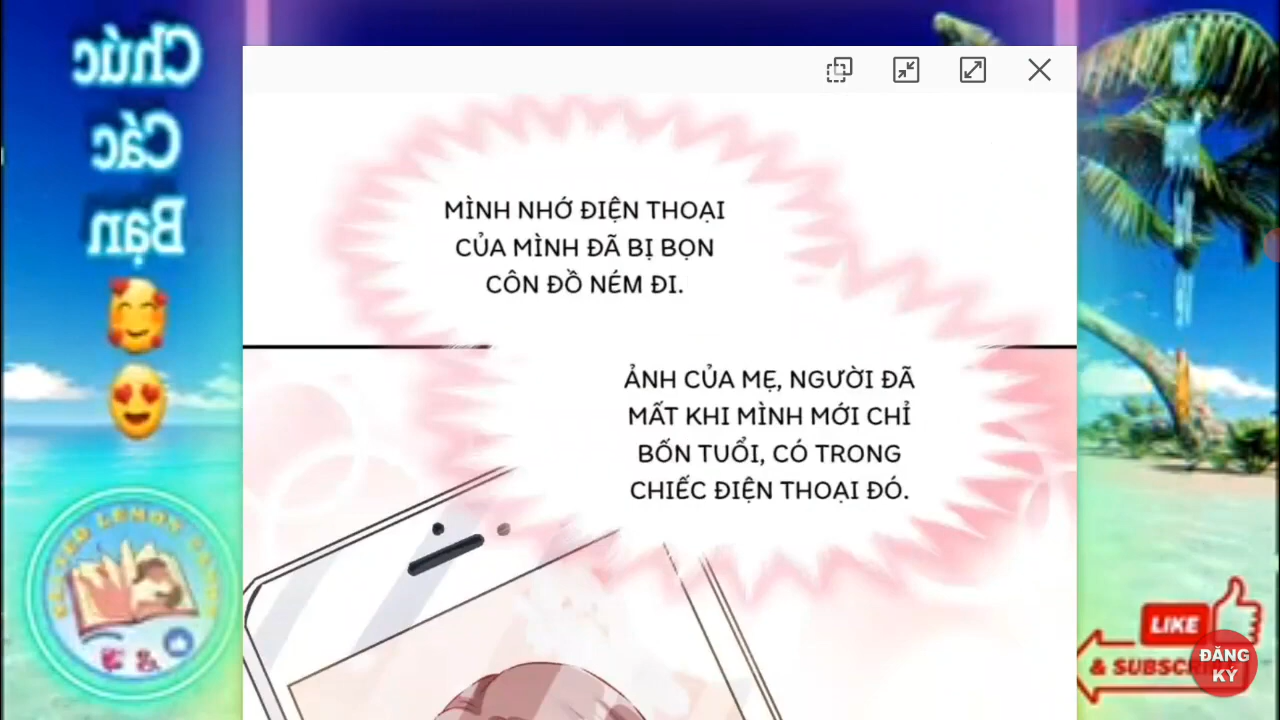 Chúc
Các
Bạn
MÌNH NHỚ ĐIỆN THOẠI
CỦA MÌNH ĐÃ BỊ BỌN
CÔN ĐỒ NÉM ĐI.
ẢNH CỦA MẸ, NGƯỜI ĐÃ
MẤT KHI MÌNH MỚI CHỈ
BỐN TUỔI, CÓ TRONG
CHIẾC ĐIỆN THOẠI ĐÓ.
LIKE
& SUBSCR
ĐĂNG
KÝ